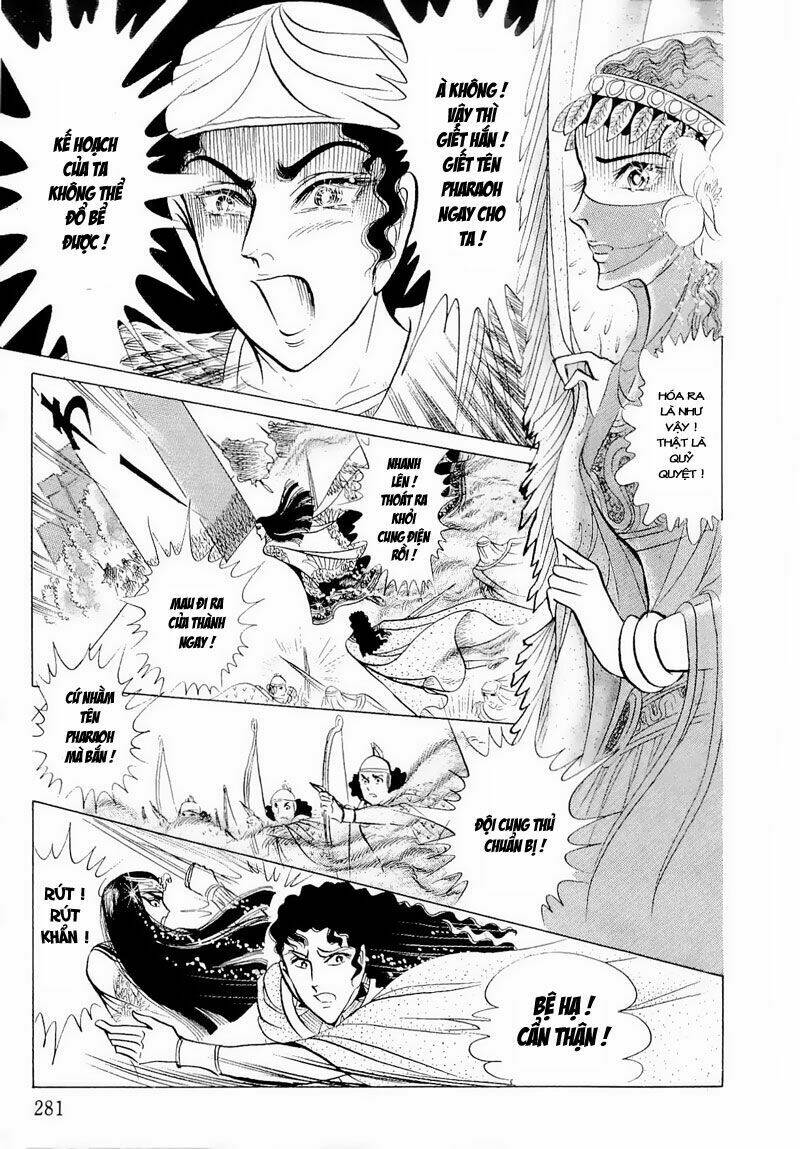 À KHÔNG !
VẬY THÌ
GIẾT HẮN !
GIẾT TÊN
PHARAOH
NGAY CHO
TA !
KẾ HOẠCH
CỦA TA
KHÔNG THỂ
ĐỔ BỂ
ĐƯỢC !
HÓA RA
LÀ NHƯ
VẬY !
THẬT LÀ
QUỶ
QUYỆT !
NHANH
LÊN !
THOÁT RA
KHỎI
CUNG ĐIỆN
RỒI !
MAU ĐI RA
CỬA THÀNH
NGAY !
わー
CỨ NHẰM
TÊN
PHARAOH
MÀ BẮN !
ĐỘI CUNG THỦ
CHUẨN BỊ !
RÚT !
RÚT
KHẨN !
BỆ HẠ !
CẨN THẬN !
281